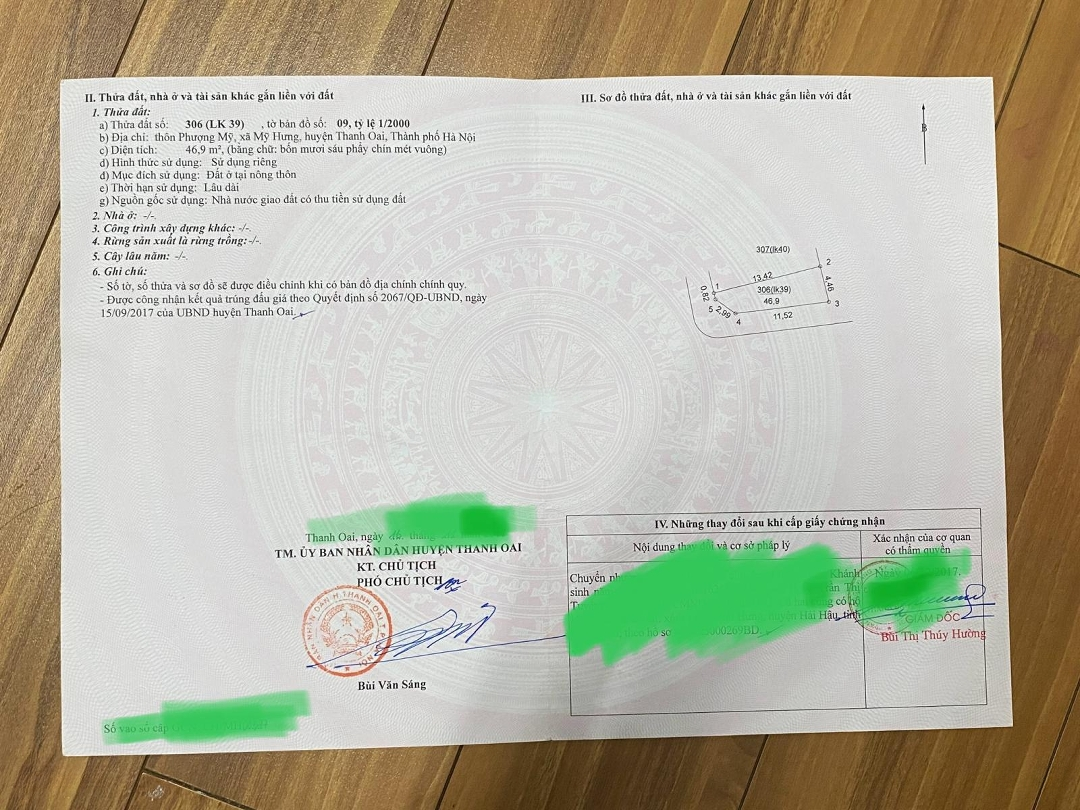 II. Thửa đất, nhà ở và tài sản khác gắn liền với đất
1. Thửa đất:
a) Thửa đất số: 306 (LK 39) , tờ bản đồ số: 09, tỷ lệ 1/2000
b) Địa chỉ: thôn Phượng Mỹ, xã Mỹ Hưng, huyện Thanh Oai, Thành phố Hà Nội
c) Diện tích: 46,9 m², (bằng chữ: bốn mươi sáu phẩy chín mét vuông)
d) Hình thức sử dụng: Sử dụng riêng
đ) Mục đích sử dụng: Đất ở tại nông thôn
e) Thời hạn sử dụng: Lâu dài
g) Nguồn gốc sử dụng: Nhà nước giao đất có thu tiền sử dụng đất
2. Nhà ở: -/-.
3. Công trình xây dựng khác: -/-.
4. Rừng sản xuất là rừng trồng: -/-.
5. Cây lâu năm: -/-.
6. Ghi chú:
- Số tờ, số thửa và sơ đồ sẽ được điều chỉnh khi có bản đồ địa chính chính quy.
- Được công nhận kết quả trúng đấu giá theo Quyết định số 2067/QĐ-UBND, ngày
15/09/2017 của UBND huyện Thanh Oai.
Thanh Oai, ngày
TM. ỦY BAN NHÂN DÂN HUYỆN THANH OAI
KT. CHỦ TỊCH
PHÓ CHỦ TỊCH
Bùi Văn Sáng
Số vào sổ cấp
III. Sơ đồ thửa đất, nhà ở và tài sản khác gắn liền với đất
B
307(lk40)
13,42
2
1
0,82
306(lk39)
46,9
4,46
3
5
2,99
4
11,52
IV. Những thay đổi sau khi cấp giấy chứng nhận
Nội dung thay đổi và cơ sở pháp lý
Xác nhận của cơ quan
có thẩm quyền
Chuyển
Khánh
sinh
Thị
có hộ
Hải Hậu, tỉnh
hồ sơ
000269BD
2017,
GIÁM ĐỐC
Bùi Thị Thúy Hường